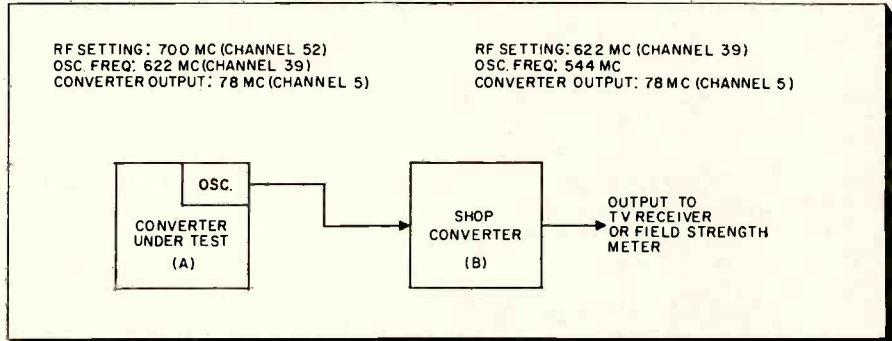 RF SETTING: 700 MC (CHANNEL 52)
OSC. FREQ: 622 MC (CHANNEL 39)
CONVERTER OUTPUT: 78 MC (CHANNEL 5)
RF SETTING: 622 MC (CHANNEL 39)
OSC. FREQ: 544 MC
CONVERTER OUTPUT: 78 MC (CHANNEL 5)
OSC.
CONVERTER
UNDER TEST
(A)
SHOP
CONVERTER
(B)
OUTPUT TO
TV RECEIVER
OR FIELD STRENGTH
METER